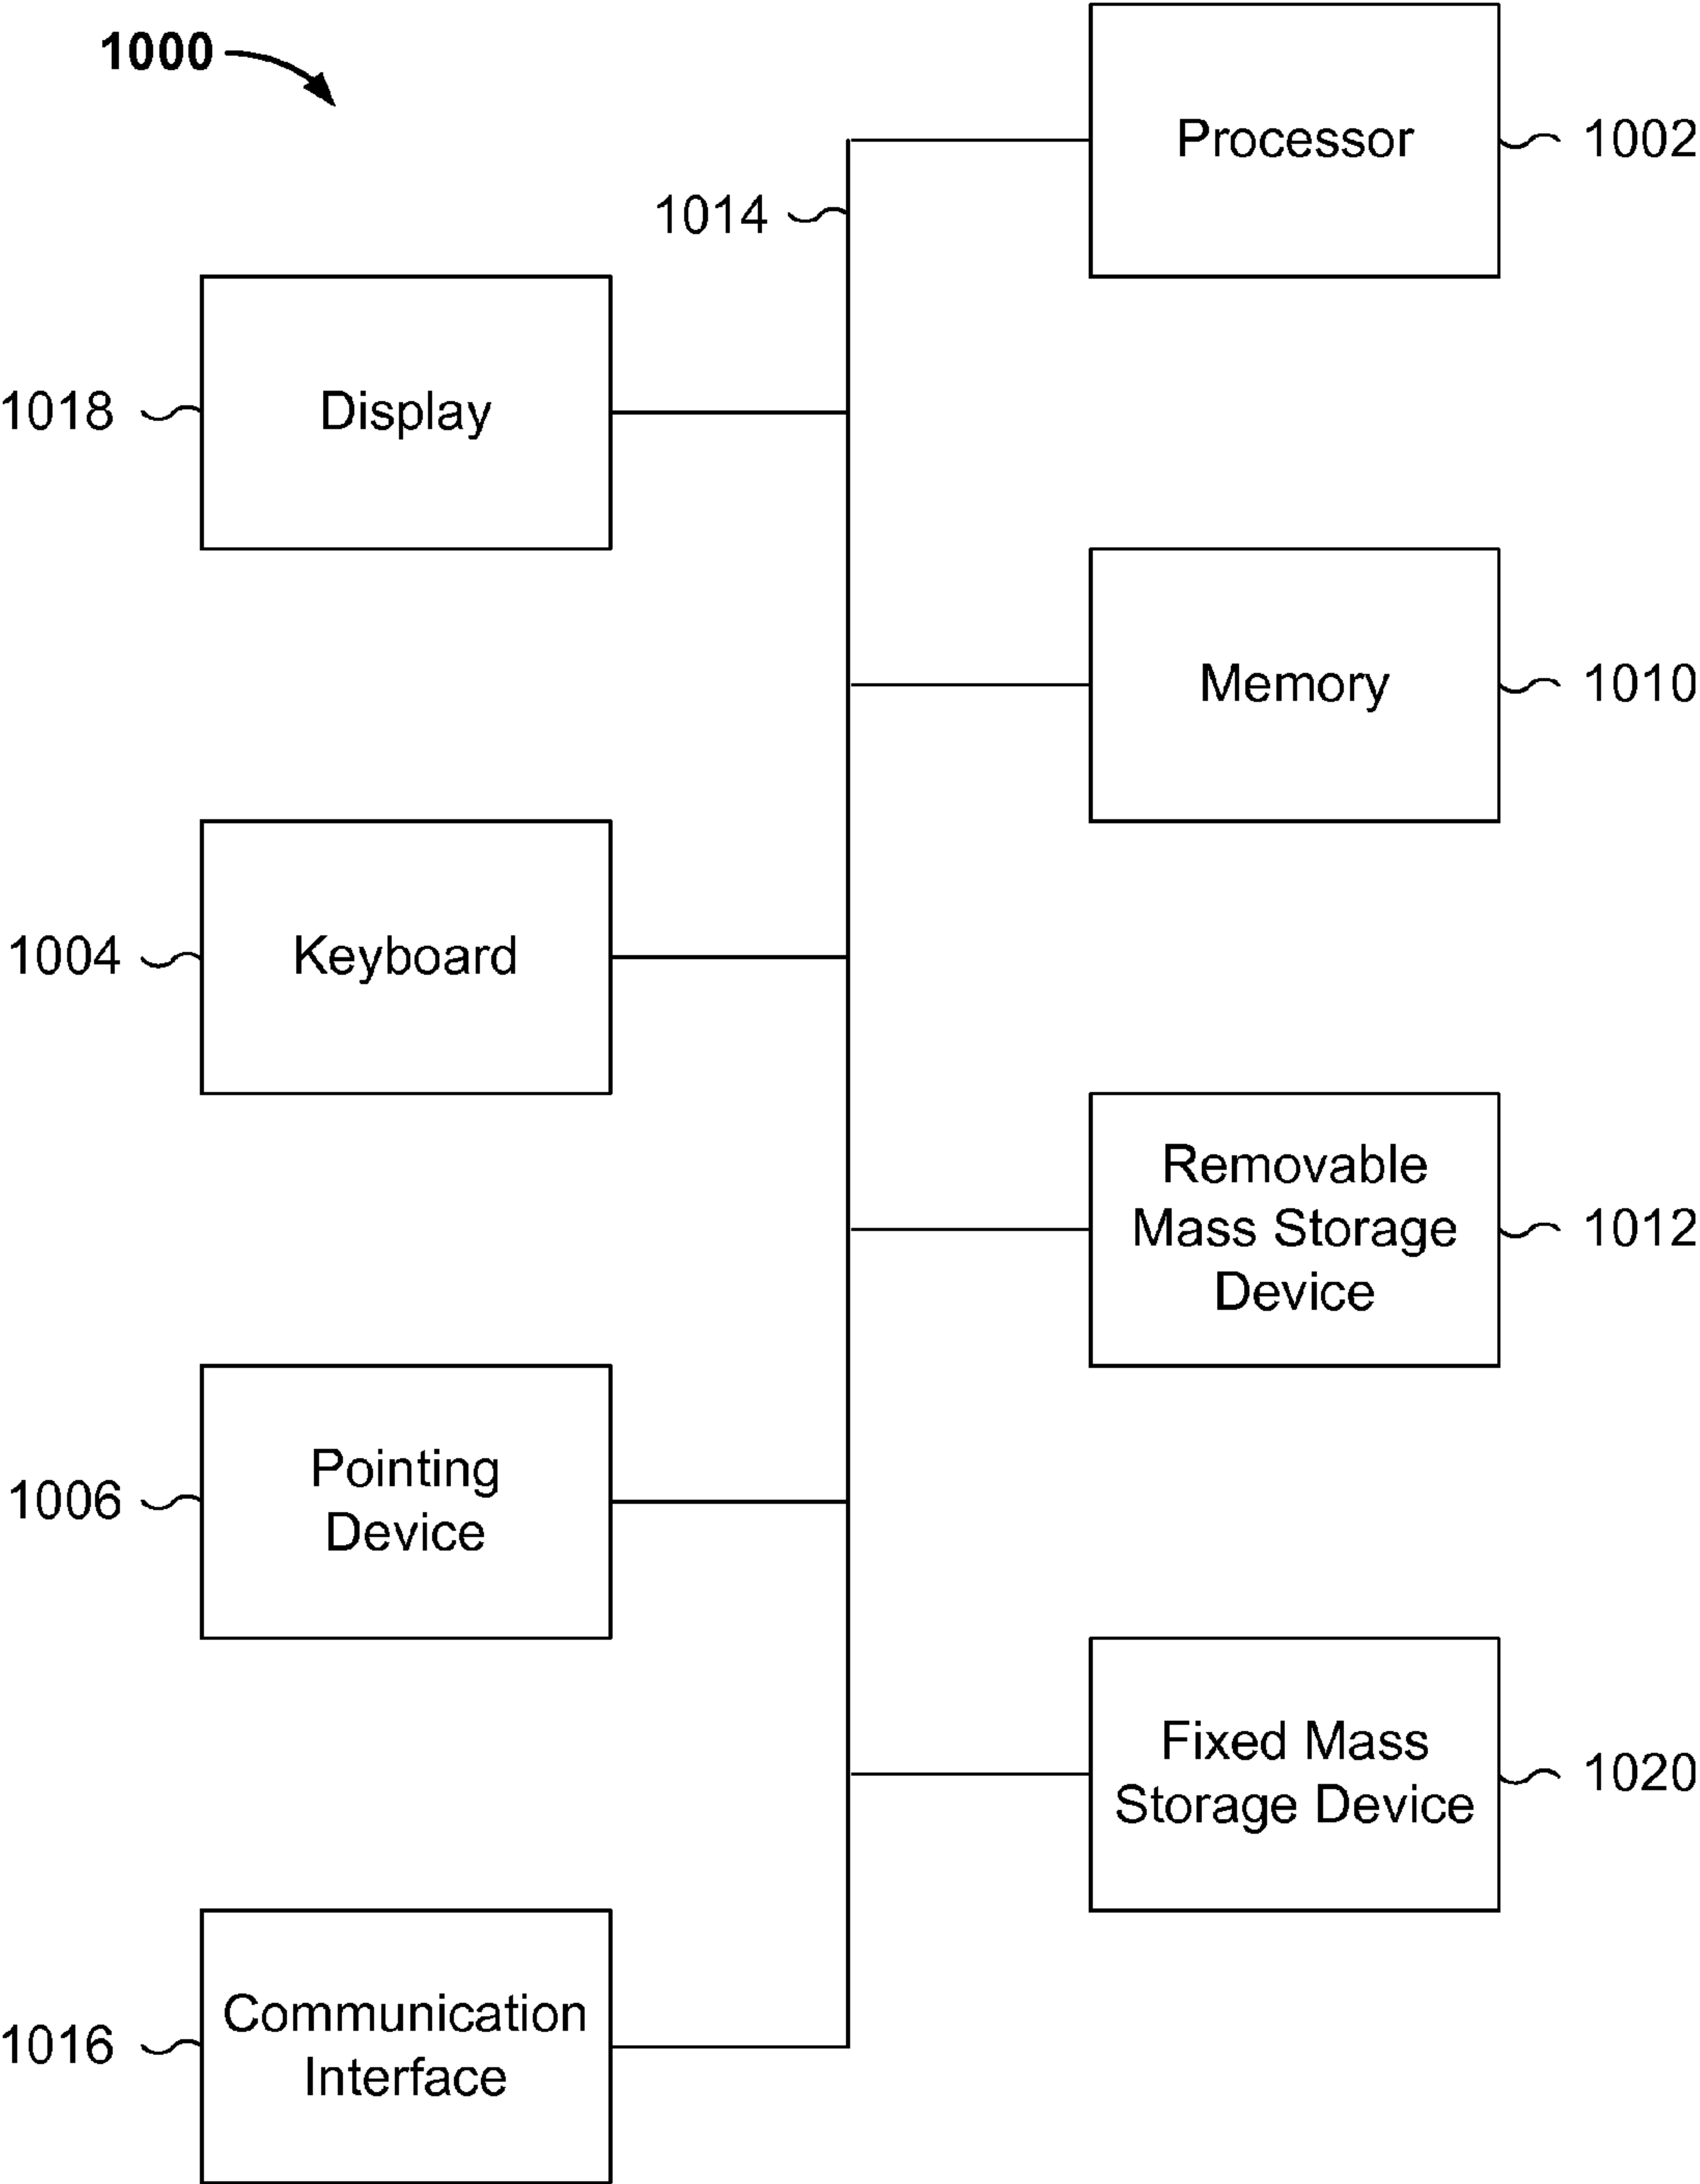 1000
Processor
1002
1014
1018
Display
Memory
1010
1004
Keyboard
Removable
Mass Storage
Device
1012
1006
Pointing
Device
Fixed Mass
Storage Device
1020
1016
Communication
Interface